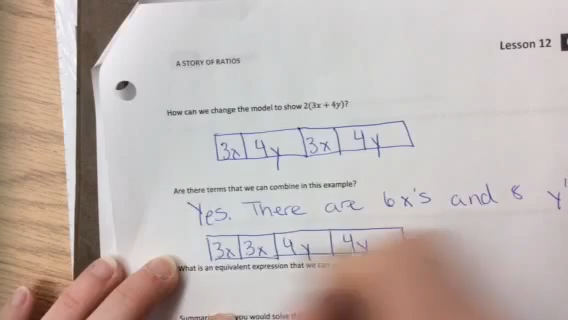 Lesson 12
A STORY OF RATIOS
How can we change the model to show 2(3x + 4y)?
3x 4y 3x 4y
Are there terms that we can combine in this example?
Yes. There are 6x's and 8 y'
3x 3x 4y 4y
What is an equivalent expression that we can
you would solve